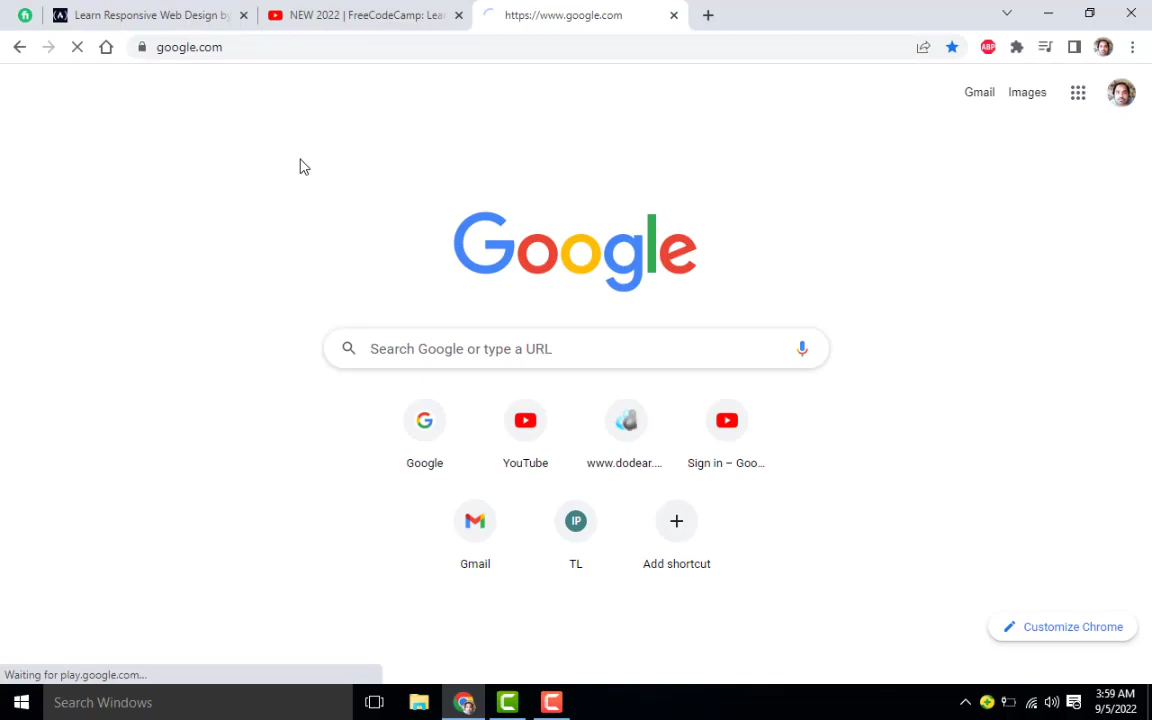 Learn Responsive Web Design by
NEW 2022 | FreeCodeCamp: Lea
https://www.google.com
google.com
ABP
Gmail
Images
Google
Search Google or type a URL
Google
YouTube
www.dodear....
Sign in – Goo...
IP
Gmail
TL
Add shortcut
Customize Chrome
Waiting for play.google.com...
Search Windows
3:59 AM
9/5/2022